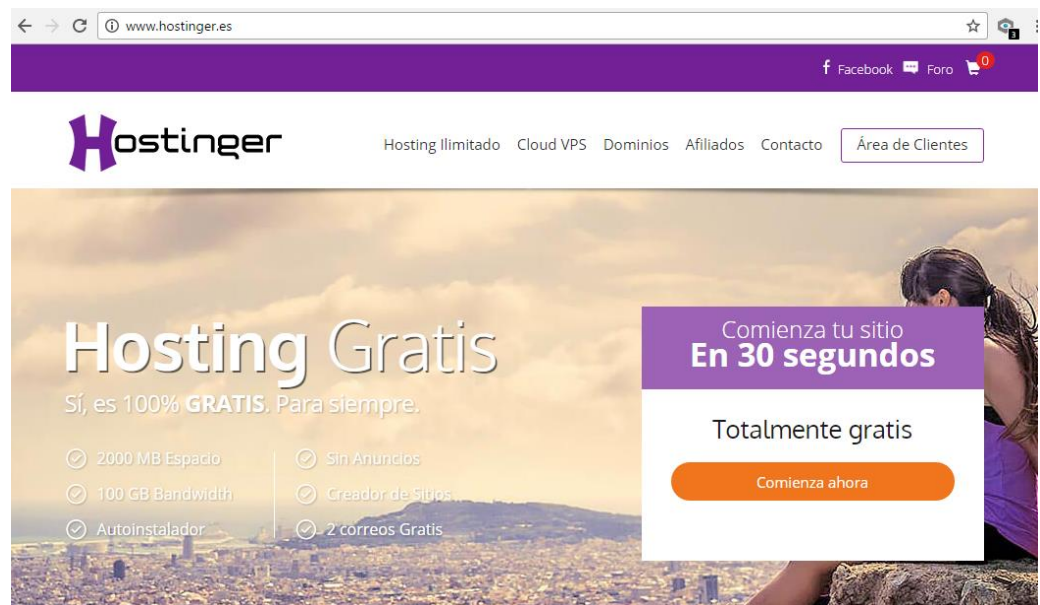 www.hostinger.es
3
Facebook Foro 0
Hostinger
Hosting Ilimitado Cloud VPS Dominios Afiliados Contacto Área de Clientes
Hosting Gratis
Sí, es 100% GRATIS. Para siempre.
2000 MB Espacio
Sin Anuncios
100 GB Bandwidth
Creador de Sitios
Autoinstalador
2 correos Gratis
Comienza tu sitio
En 30 segundos
Totalmente gratis
Comienza ahora